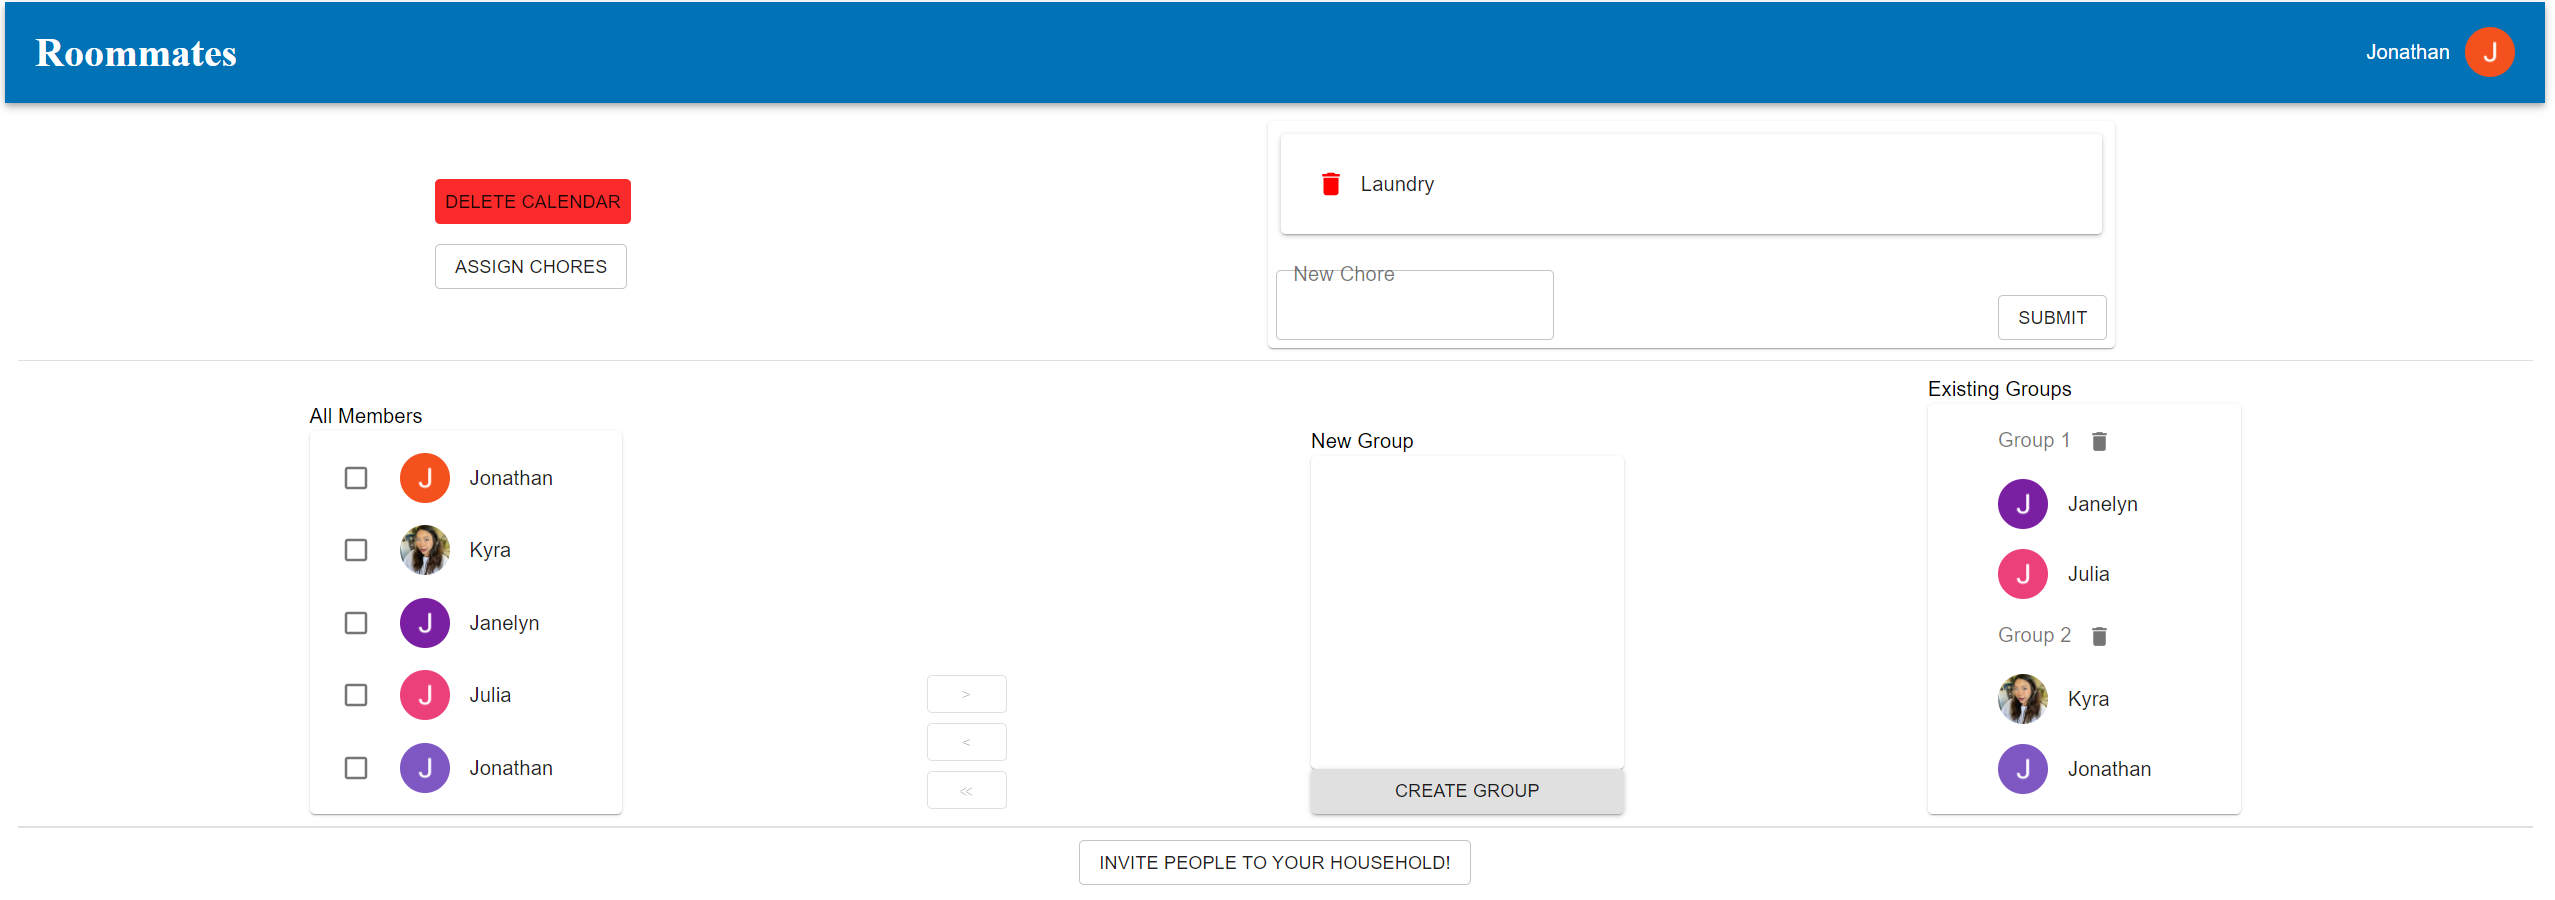 Roommates
Jonathan J
DELETE CALENDAR
ASSIGN CHORES
Laundry
New Chore
SUBMIT
All Members
J Jonathan
Kyra
J Janelyn
J Julia
J Jonathan
>
<
≪
New Group
CREATE GROUP
Existing Groups
Group 1
J Janelyn
J Julia
Group 2
Kyra
J Jonathan
INVITE PEOPLE TO YOUR HOUSEHOLD!